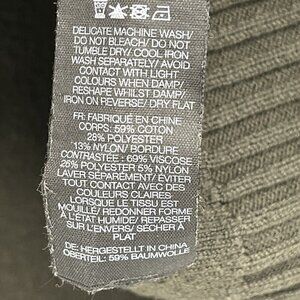 DELICATE MACHINE WASH/
DO NOT BLEACH/ DO NOT
TUMBLE DRY/ COOL IRON
WASH SEPARATELY/ AVOID
CONTACT WITH LIGHT
COLOURS WHEN DAMP/
RESHAPE WHILST DAMP/
IRON ON REVERSE/ DRY FLAT
FR: FABRIQUÉ EN CHINE
CORPS: 59% COTON
28% POLYESTER
13% NYLON/ BORDURE
CONTRASTÉE : 69% VISCOSE
26% POLYESTER 5% NYLON
LAVER SÉPARÉMENT/ ÉVITER
TOUT CONTACT AVEC DES
COULEURS CLAIRES
LORSQUE LE TISSU EST
MOUILLÉ/ REDONNER FORME
À L'ÉTAT HUMIDE/ REPASSER
SUR L'ENVERS/ SÉCHER À
PLAT
DE: HERGESTELLT IN CHINA
OBERTEIL: 59% BAUMWOLLE